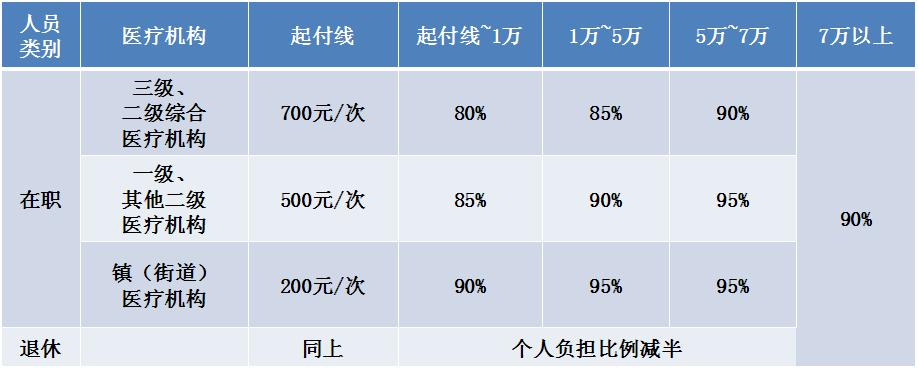 人员
类别
医疗机构
起付线
起付线~1万
1万~5万
5万~7万
7万以上
在职
三级、
二级综合
医疗机构
700元/次
80%
85%
90%
一级、
其他二级
医疗机构
500元/次
85%
90%
95%
镇（街道）
医疗机构
200元/次
90%
95%
95%
90%
退休
同上
个人负担比例减半